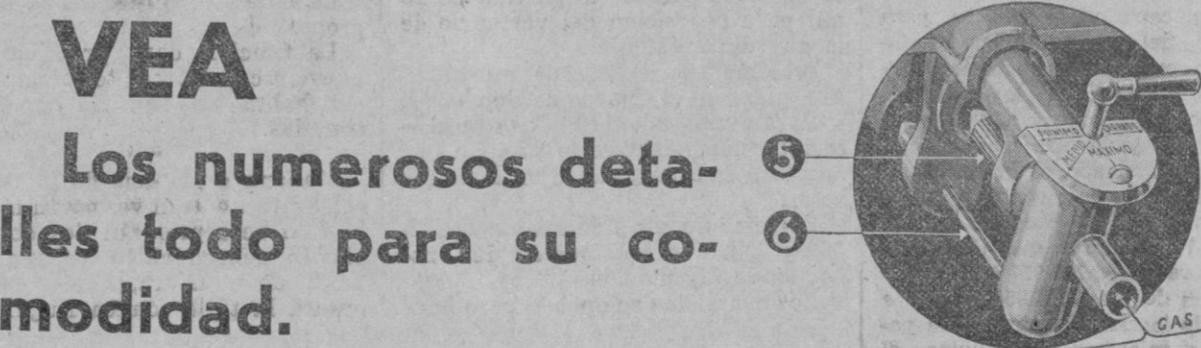 VEA
Los numerosos deta-
lles todo para su co-
modidad.
5
6
MINIMO
MEDIO
MAXIMO
GAS